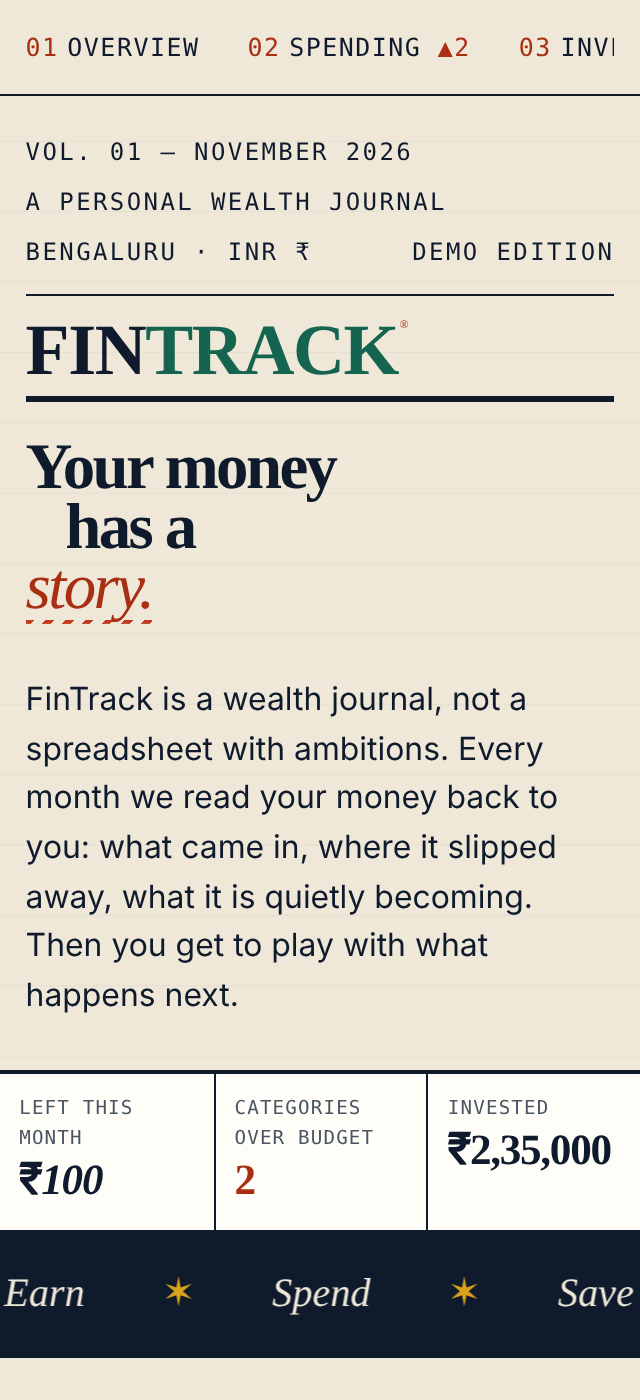 01 OVERVIEW 02 SPENDING ▲2 03
VOL. 01 — NOVEMBER 2026
A PERSONAL WEALTH JOURNAL
BENGALURU · INR ₹ DEMO EDITION
FINTRACK®
Your money
has a
story.
FinTrack is a wealth journal, not a
spreadsheet with ambitions. Every
month we read your money back to
you: what came in, where it slipped
away, what it is quietly becoming.
Then you get to play with what
happens next.
LEFT THIS
MONTH
₹100
CATEGORIES
OVER BUDGET
2
INVESTED
₹2,35,000
Earn ✶ Spend ✶ Save